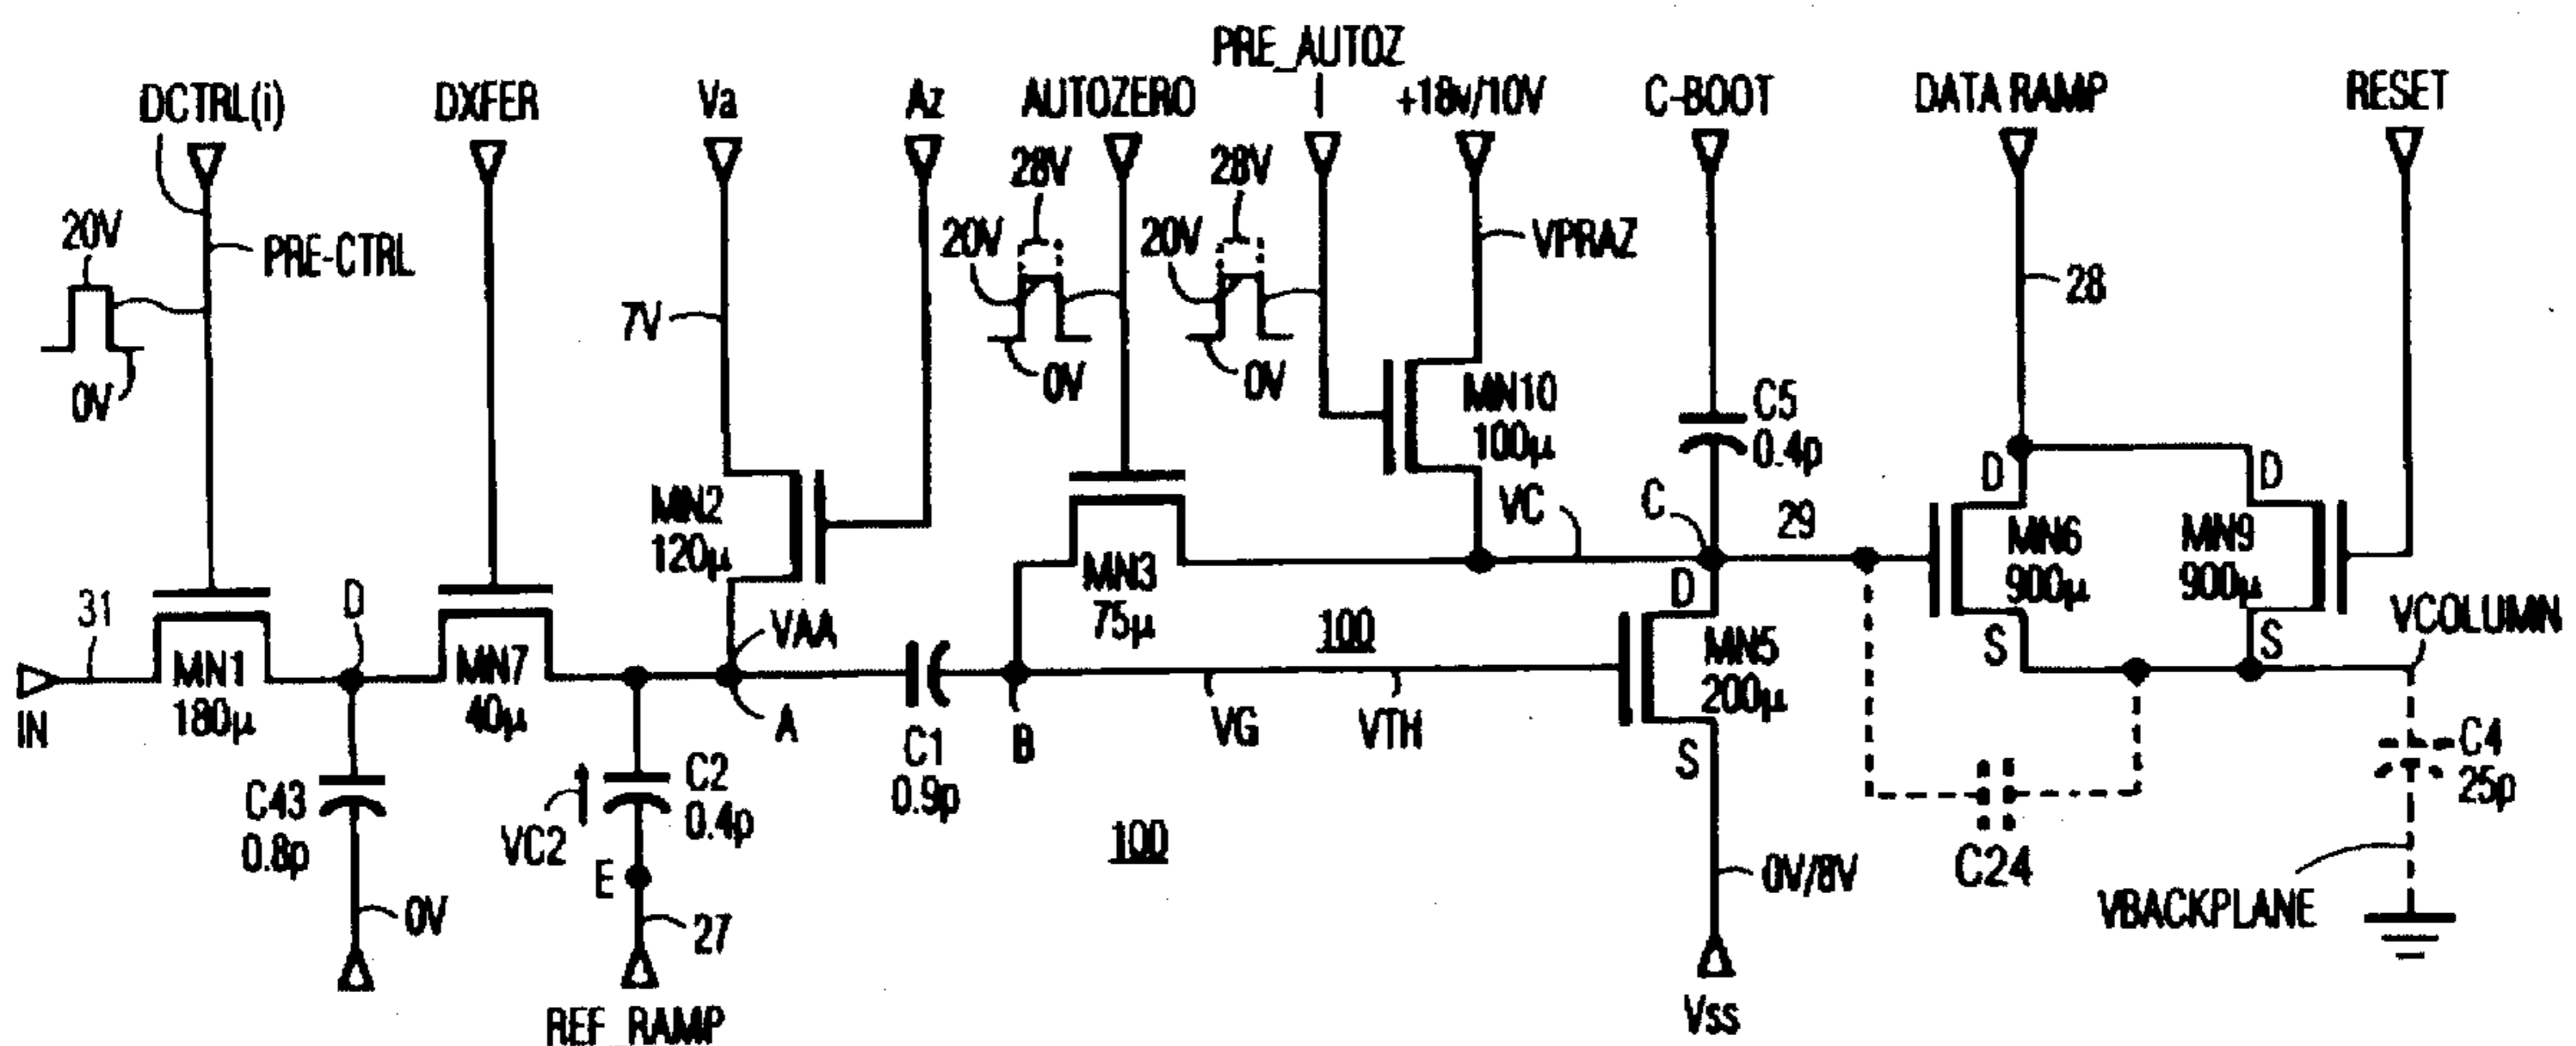 DCTRL(i)
DXFER
Va
Az
AUTOZERO
PRE_AUTOZ
+18v/10V
C-BOOT
DATA RAMP
RESET
20V
PRE-CTRL
0V
7V
28V
20V
0V
28V
20V
0V
VPRAZ
28
MN10
100µ
C5
0.4p
MN2
120µ
VC
C
29
D
D
MN6
900µ
MN9
900µ
31
D
MN3
75µ
100
D
MN5
200µ
S
S
S
VCOLUMN
IN
MN1
180µ
MN7
40µ
VAA
A
C1
0.9p
B
VG
VTH
C43
0.8p
VC2
C2
0.4p
E
100
C24
C4
25p
0V
27
0V/8V
VBACKPLANE
REF_RAMP
Vss